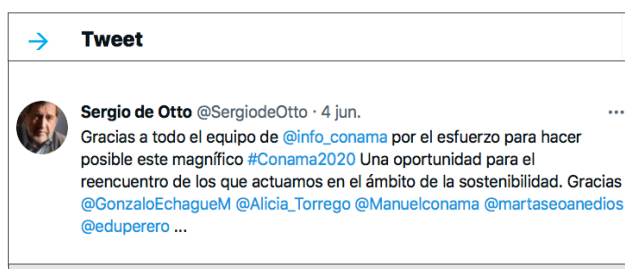 Tweet
Sergio de Otto @SergiodeOtto · 4 jun.
Gracias a todo el equipo de @info_conama por el esfuerzo para hacer
posible este magnífico #Conama2020 Una oportunidad para el
reencuentro de los que actuamos en el ámbito de la sostenibilidad. Gracias
@GonzaloEchagueM @Alicia_Torrego @Manuelconama @martaseoanedios
@eduperero ...